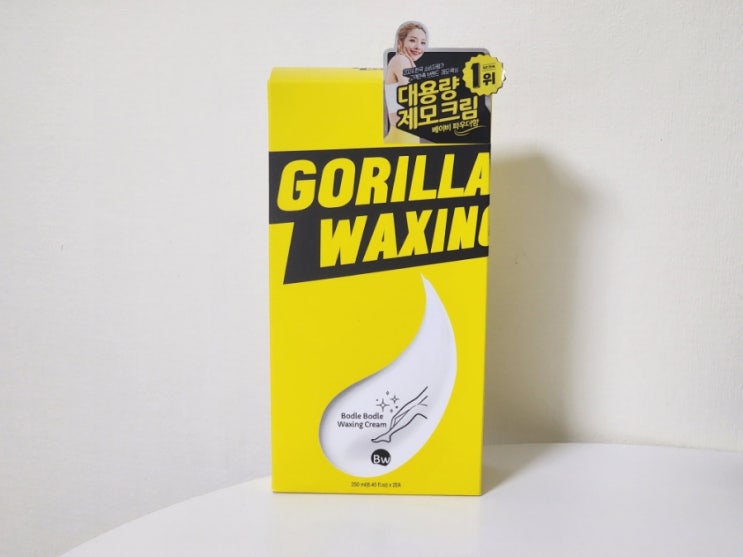 대용량
제모크림
베이비 파우더향
1위
GORILLA
WAXING
Bodle Bodle
Waxing Cream
Bw